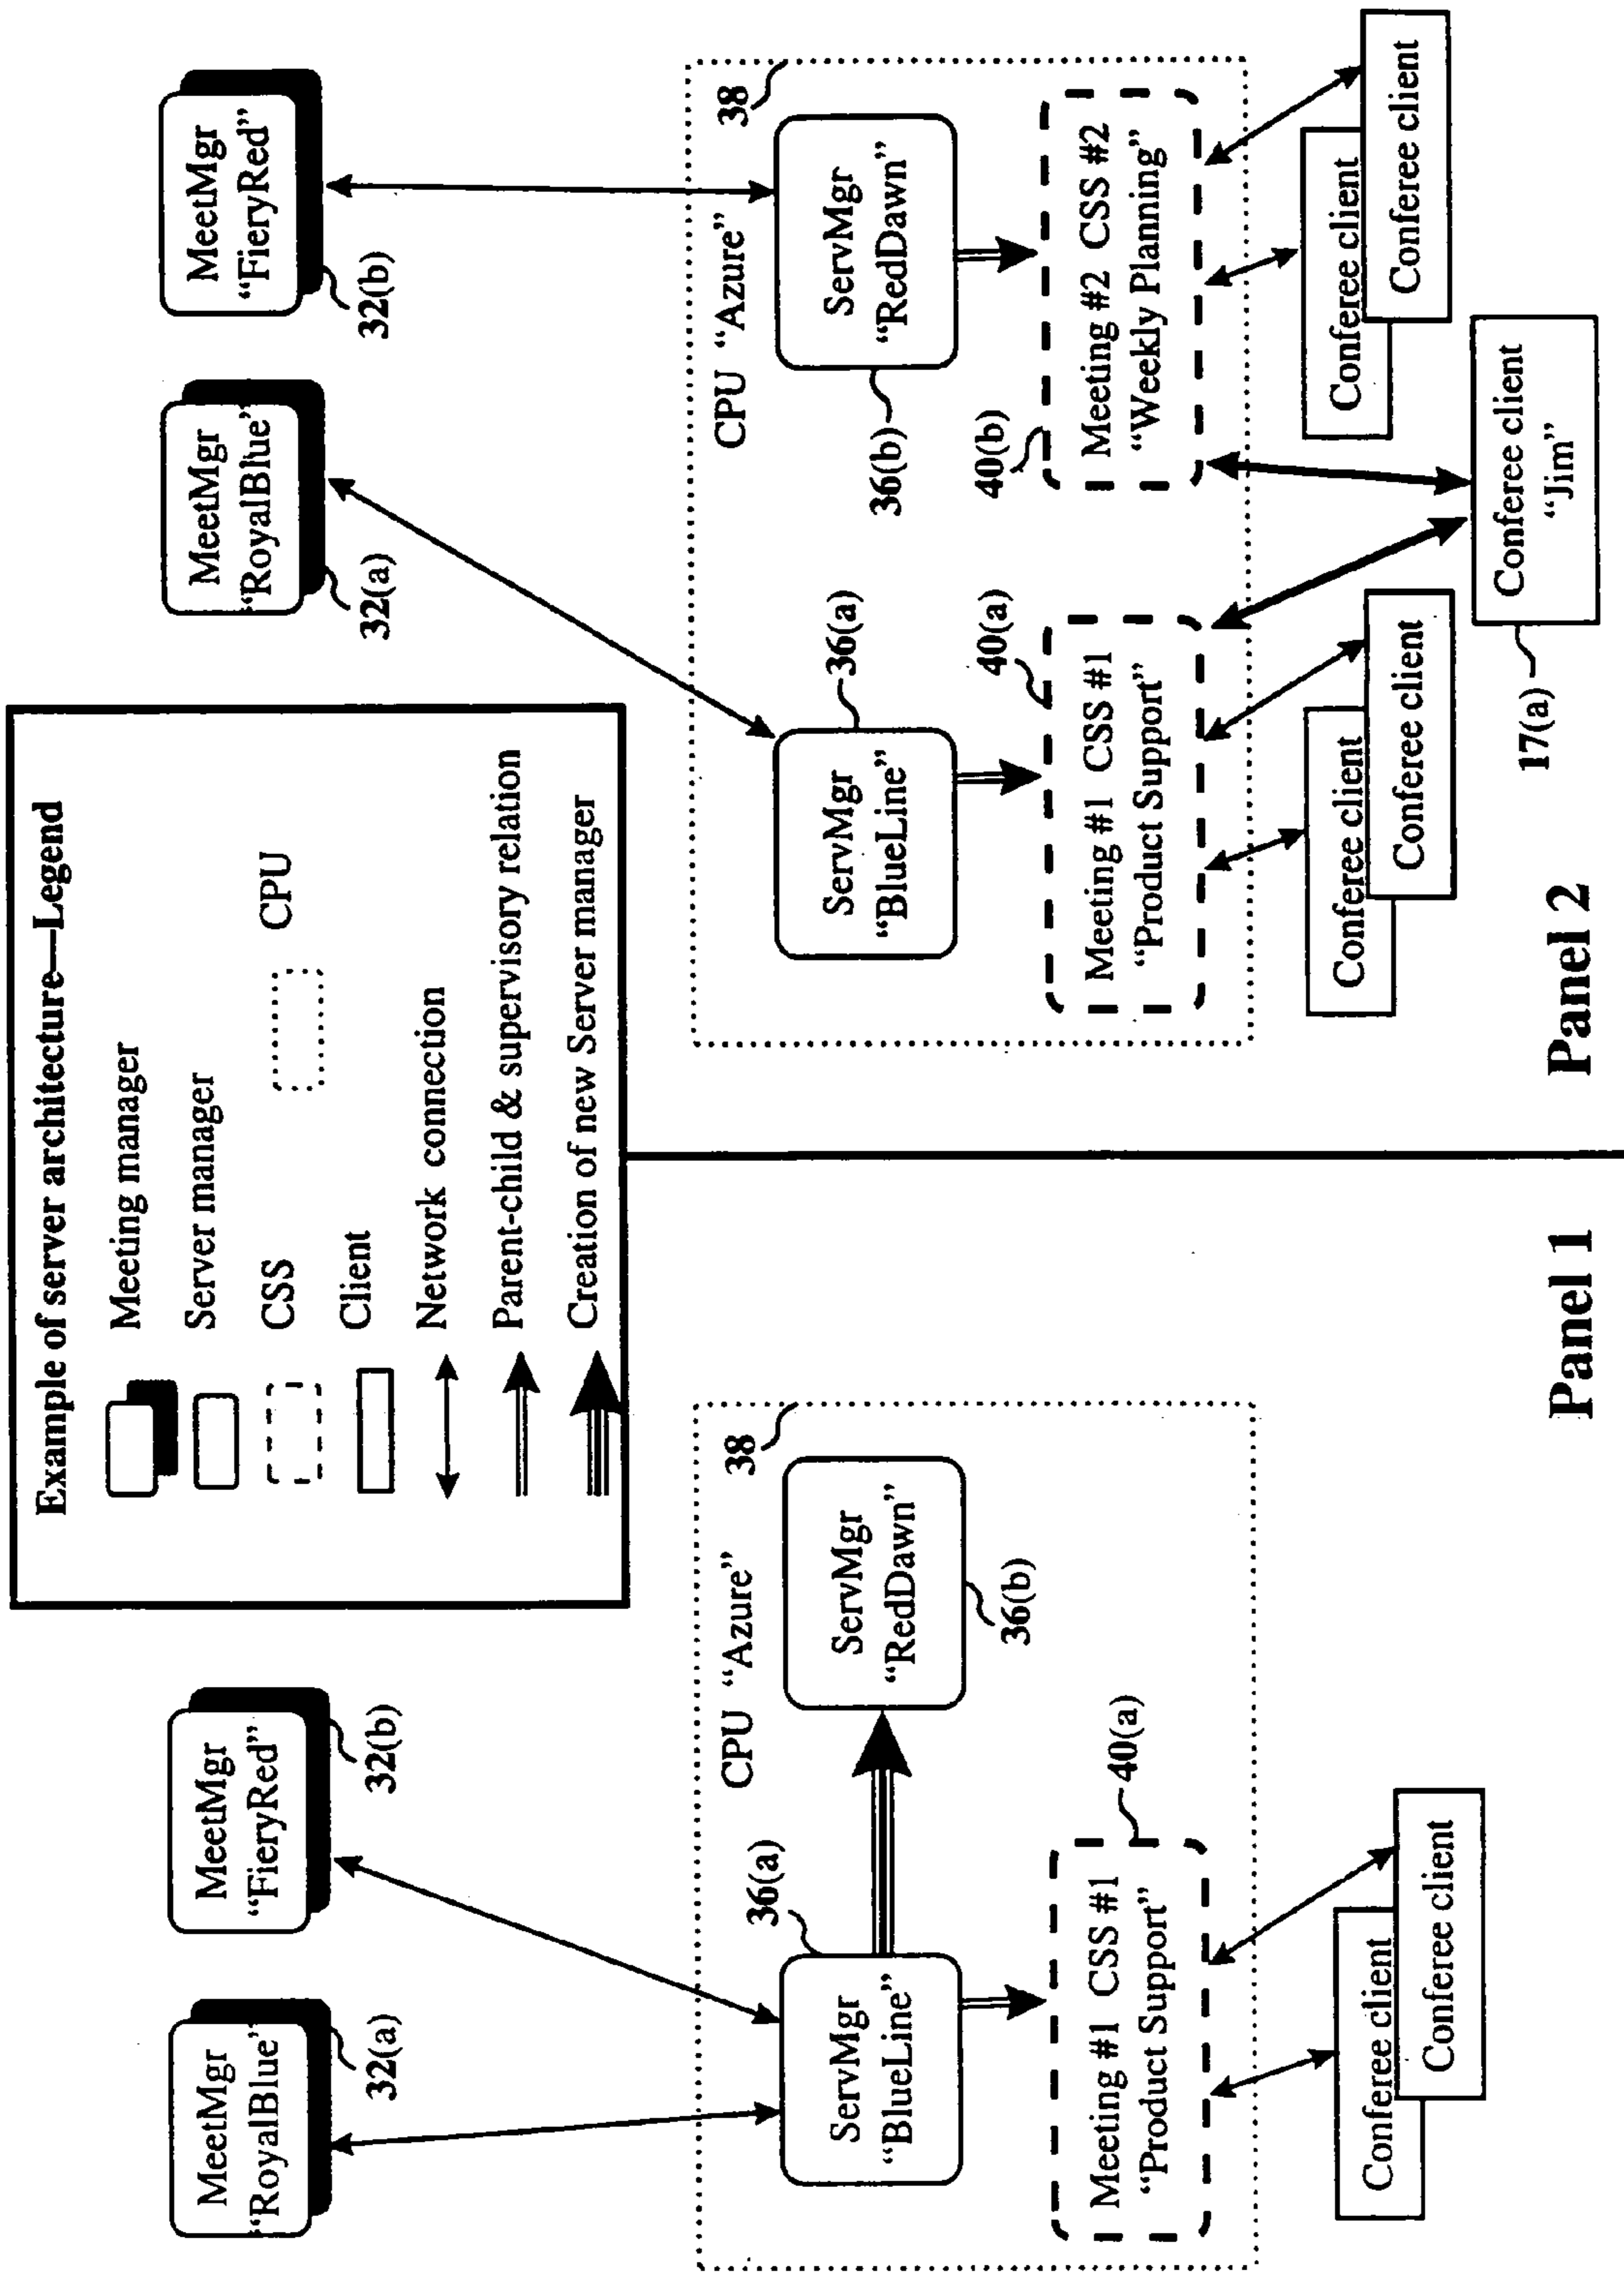 Example of server architecture—Legend
Meeting manager
Server manager
CSS
CPU
Client
Network connection
Parent-child & supervisory relation
Creation of new Server manager
MeetMgr
“RoyalBlue”
32(a)
MeetMgr
“FieryRed”
32(b)
CPU “Azure”
38
36(a)
ServMgr
“BlueLine”
ServMgr
“RedDawn”
36(b)
Meeting #1 CSS #1
“Product Support”
40(a)
Conferee client
Conferee client
Panel 1
MeetMgr
“RoyalBlue”
32(a)
MeetMgr
“FieryRed”
32(b)
CPU “Azure”
38
ServMgr
“BlueLine”
36(a)
ServMgr
“RedDawn”
36(b)
40(a)
Meeting #1 CSS #1
“Product Support”
40(b)
Meeting #2 CSS #2
“Weekly Planning”
Conferee client
Conferee client
Conferee client
Conferee client
Conferee client
“Jim”
17(a)
Panel 2